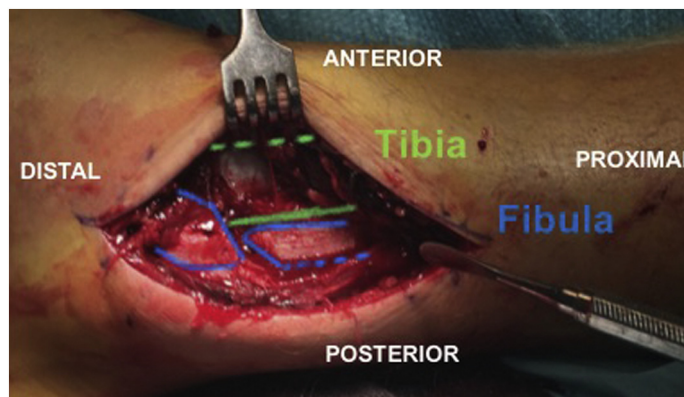 ANTERIOR
Tibia
DISTAL
PROXIMAL
Fibula
POSTERIOR